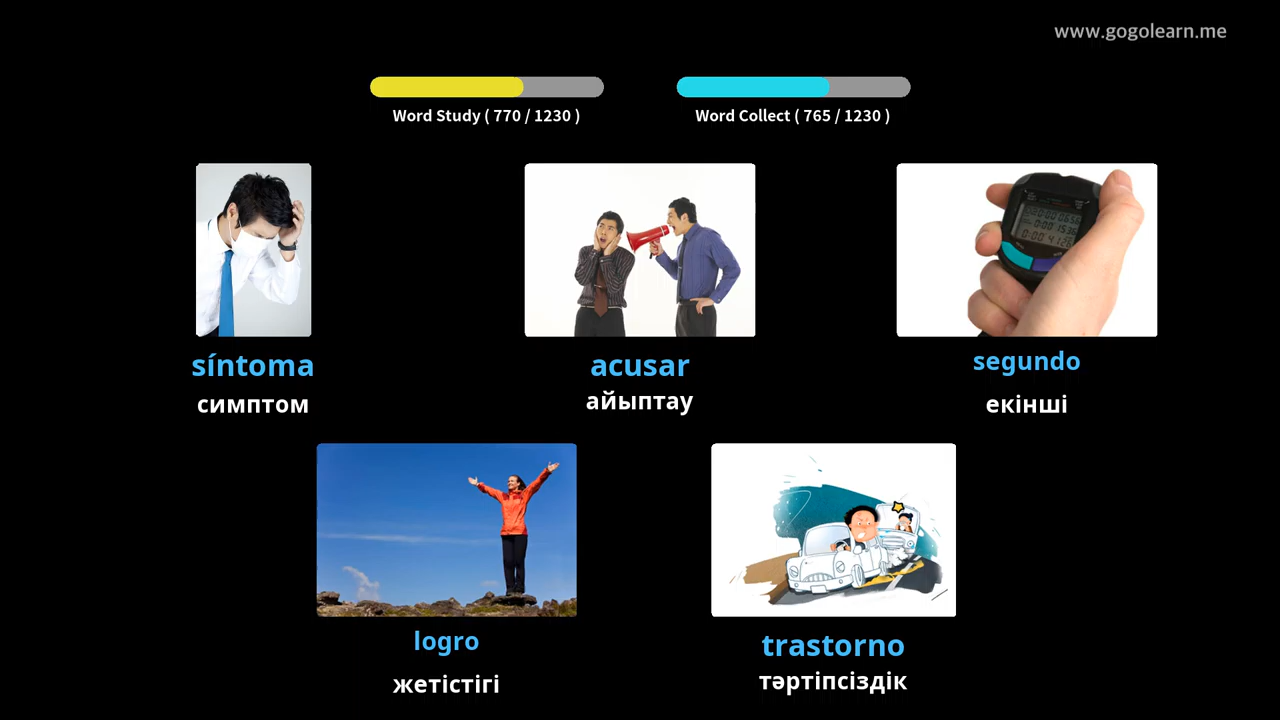 www.gogolearn.me
Word Study ( 770 / 1230 )
Word Collect ( 765 / 1230 )
síntoma
симптом
acusar
айыптау
segundo
екінші
logro
жетістігі
trastorno
тәртіпсіздік